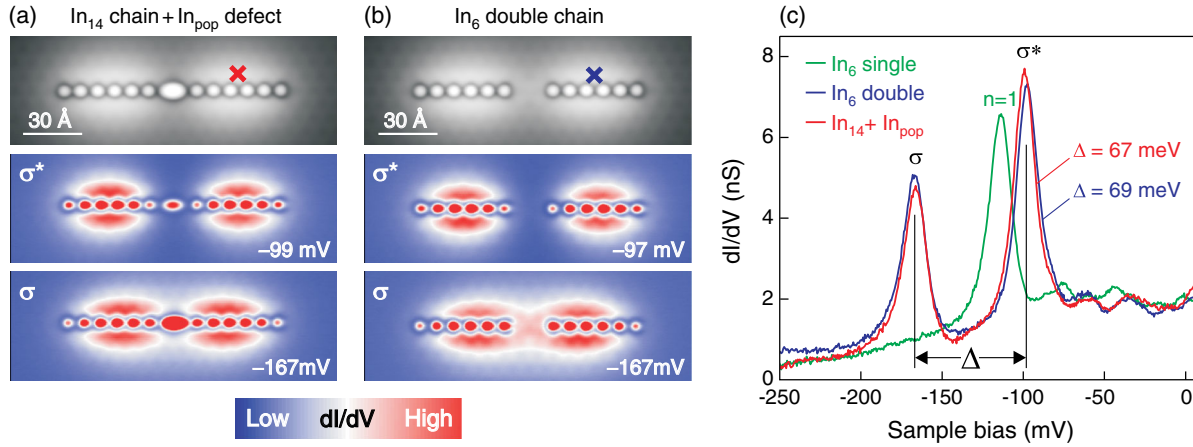 (a) In₁₄ chain + Inₚₒₚ defect
30 Å
σ*
–99 mV
σ
–167mV
(b) In₆ double chain
30 Å
σ*
–97 mV
σ
–167mV
Low dI/dV High
(c)
In₆ single
In₆ double
In₁₄+ Inₚₒₚ
σ*
n=1
σ
Δ = 67 meV
Δ = 69 meV
Δ
dI/dV (nS)
8
6
4
2
0
-250 -200 -150 -100 -50 0
Sample bias (mV)